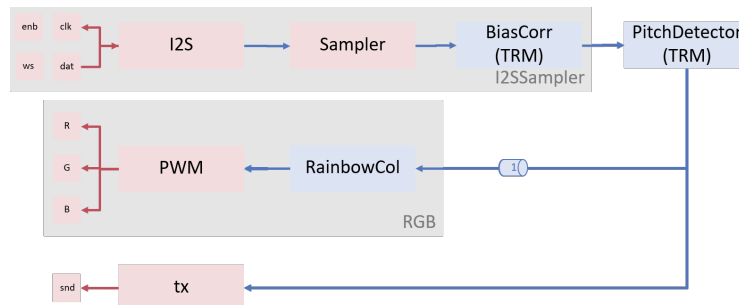 enb
clk
ws
dat
I2S
Sampler
BiasCorr
(TRM)
I2SSampler
PitchDetector
(TRM)
R
G
B
PWM
RainbowCol
1
RGB
snd
tx